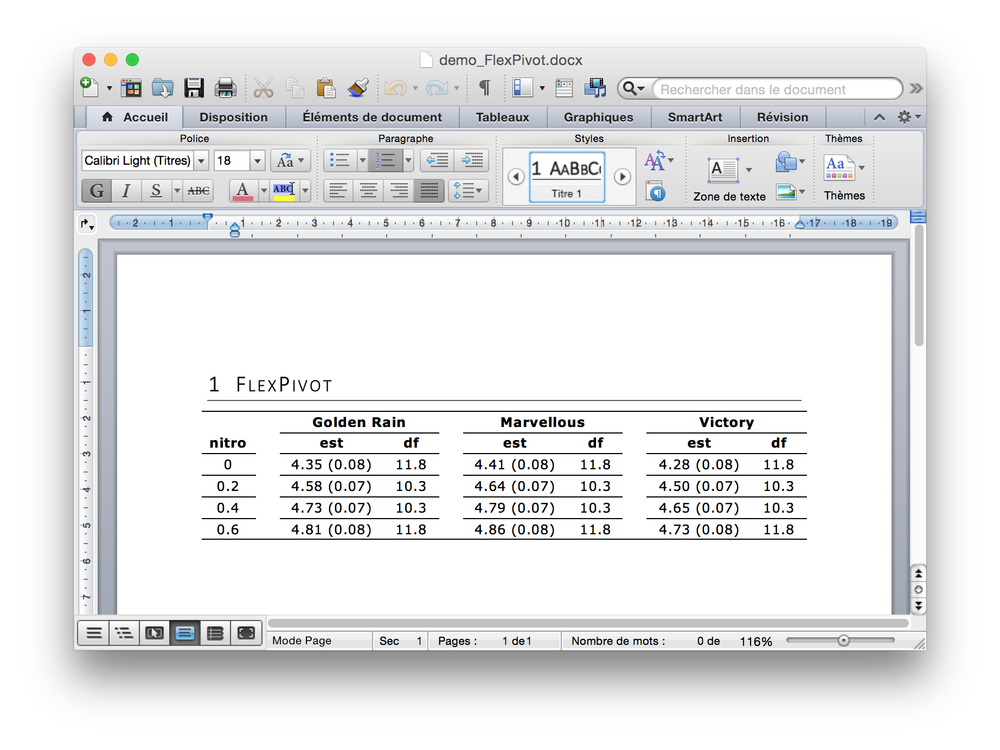 demo_FlexPivot.docx
Rechercher dans le document
Accueil Disposition Éléments de document Tableaux Graphiques SmartArt Révision
Police Paragraphe Styles Insertion Thèmes
Calibri Light (Titres) 18 Aa
1 2 3
1 AABBC
A
Aa
G I S ABC A ABC
Titre 1
Zone de texte
Thèmes
2 1 1 2 3 4 5 6 7 8 9 10 11 12 13 14 15 16 17 18 19
2
1
1
2
3
4
5
6
7
1 FLEXPIVOT
Golden Rain Marvellous Victory
nitro est df est df est df
0 4.35 (0.08) 11.8 4.41 (0.08) 11.8 4.28 (0.08) 11.8
0.2 4.58 (0.07) 10.3 4.64 (0.07) 10.3 4.50 (0.07) 10.3
0.4 4.73 (0.07) 10.3 4.79 (0.07) 10.3 4.65 (0.07) 10.3
0.6 4.81 (0.08) 11.8 4.86 (0.08) 11.8 4.73 (0.08) 11.8
Mode Page Sec 1 Pages : 1 de1 Nombre de mots : 0 de 116%